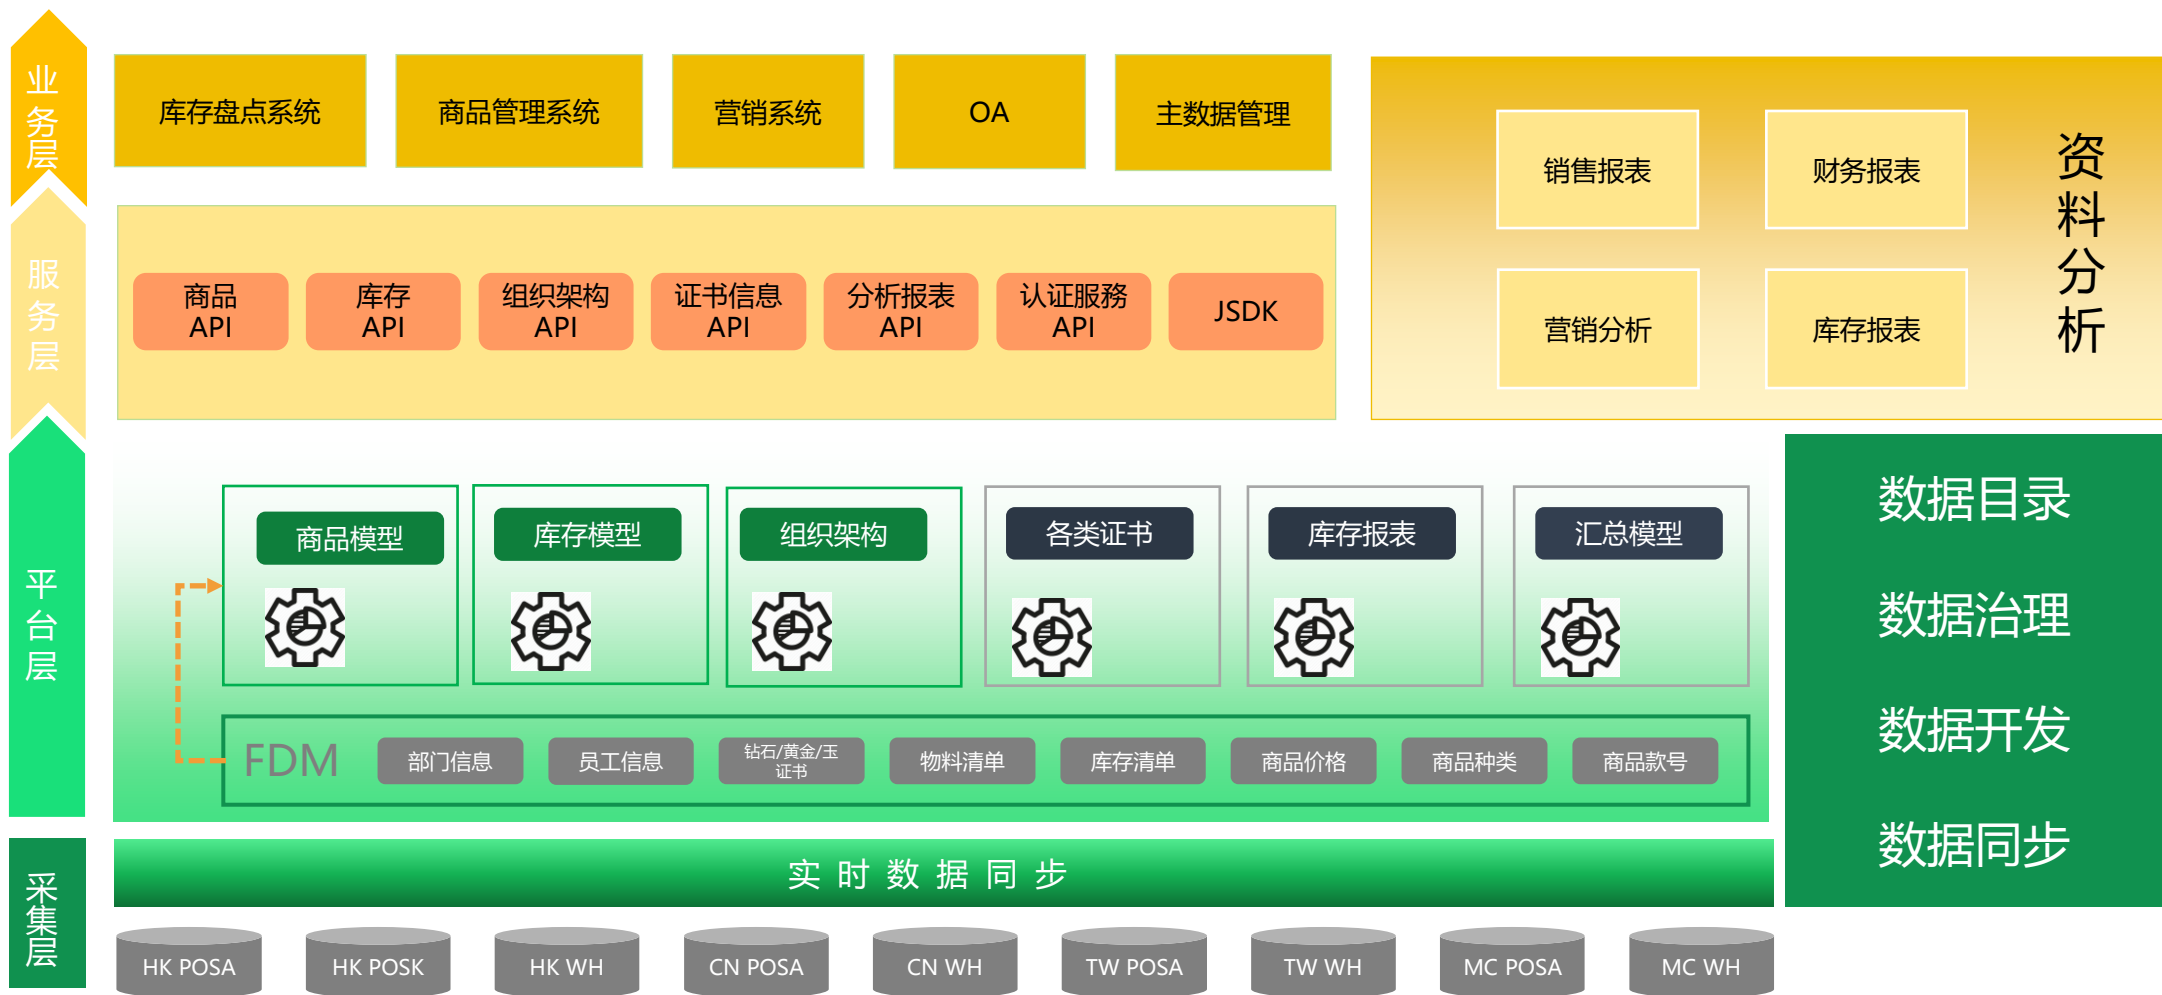 业务层
库存盘点系统
商品管理系统
营销系统
OA
主数据管理
服务层
商品
API
库存
API
组织架构
API
证书信息
API
分析报表
API
认证服務
API
JSDK
销售报表
财务报表
营销分析
库存报表
资料分析
平台层
商品模型
库存模型
组织架构
各类证书
库存报表
汇总模型
FDM
部门信息
员工信息
钻石/黄金/玉
证书
物料清单
库存清单
商品价格
商品种类
商品款号
数据目录
数据治理
数据开发
数据同步
采集层
实时数据同步
HK POSA
HK POSK
HK WH
CN POSA
CN WH
TW POSA
TW WH
MC POSA
MC WH